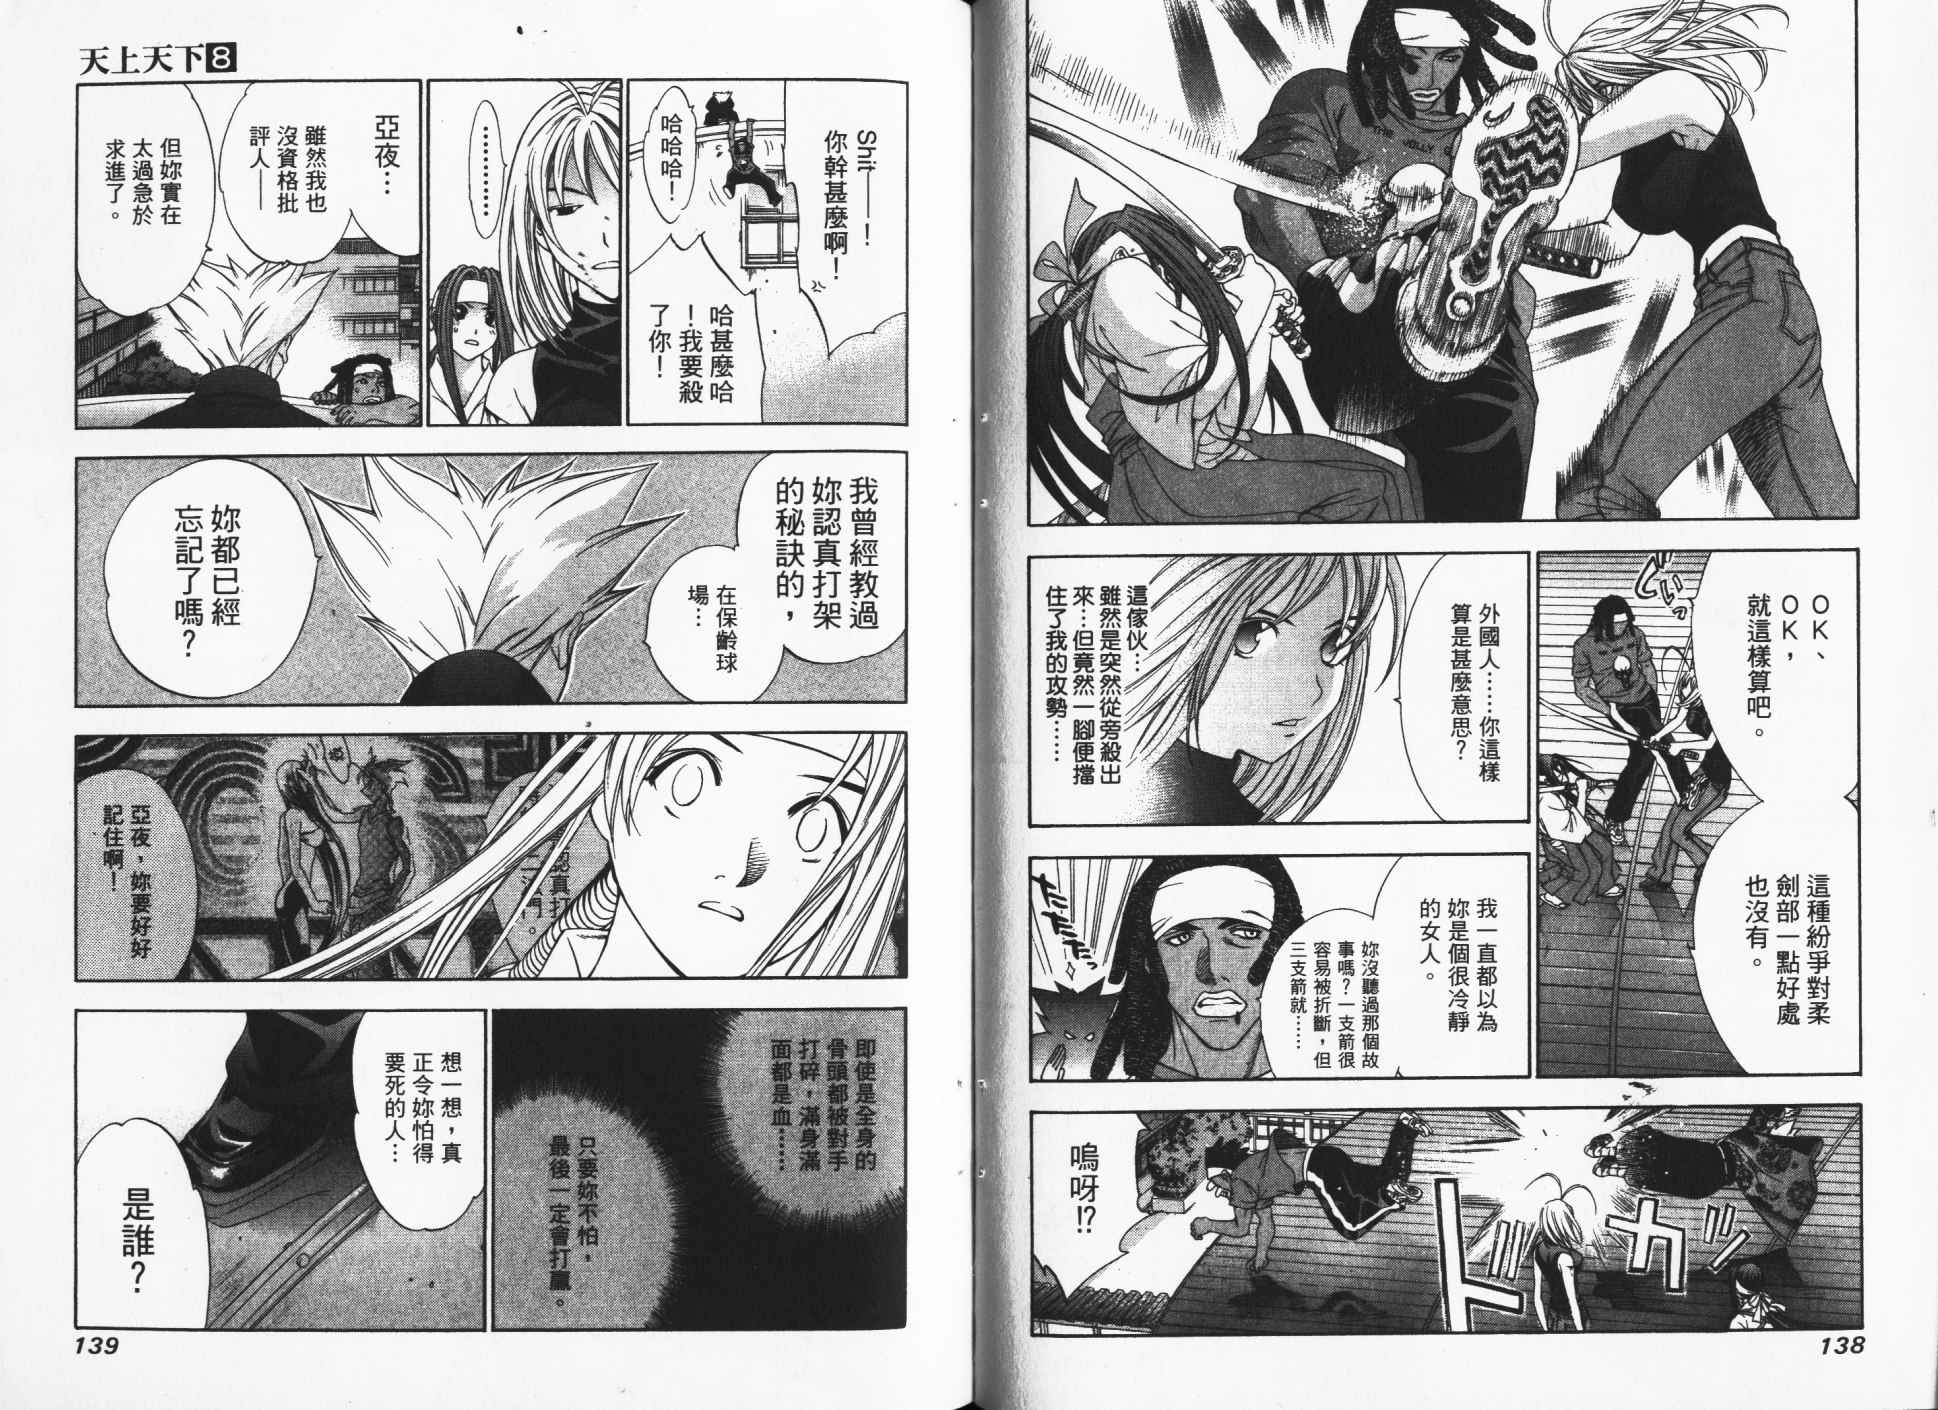 THE
JOLLY
OK、
OK，
就這樣算吧。
這種紛爭對柔
劍部一點好處
也沒有。
ぐいっ
外國人……你這樣
算是甚麼意思？
這傢伙…
雖然是突然從旁殺出
來…但竟然一腳便擋
住了我的攻勢……
我一直都以為
妳是個很冷靜
的女人。
妳沒聽過那個故
事嗎？一支箭很
容易被折斷，但
三支箭就……
ドカッ
嗚呀!?
138
天上天下8
Shit——！
你幹甚麼啊！
哈哈哈！
哈甚麼哈
！我要殺
了你！
…………
亞夜…
雖然我也
沒資格批
評人——
但妳實在
太過急於
求進了。
我曾經教過
妳認真打架
的秘訣的，
在保齡球
場…
妳都已經
忘記了嗎？
認真打
亞夜，妳要好好
記住啊！
即使是全身的
骨頭都被對手
打碎，滿身滿
面都是血……
只要妳不怕，
最後一定會打贏。
想一想，真
正令妳怕得
要死的人…
是誰？
139